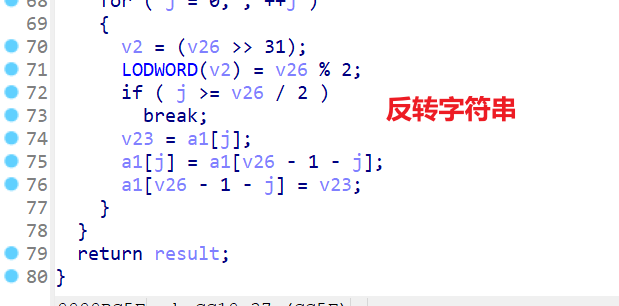 68 for ( j = 0; ; ++j )
69 {
70 v2 = (v26 >> 31);
71 LODWORD(v2) = v26 % 2;
72 if ( j >= v26 / 2 )
73 break;
反转字符串
74 v23 = a1[j];
75 a1[j] = a1[v26 - 1 - j];
76 a1[v26 - 1 - j] = v23;
77 }
78 }
79 return result;
80 }